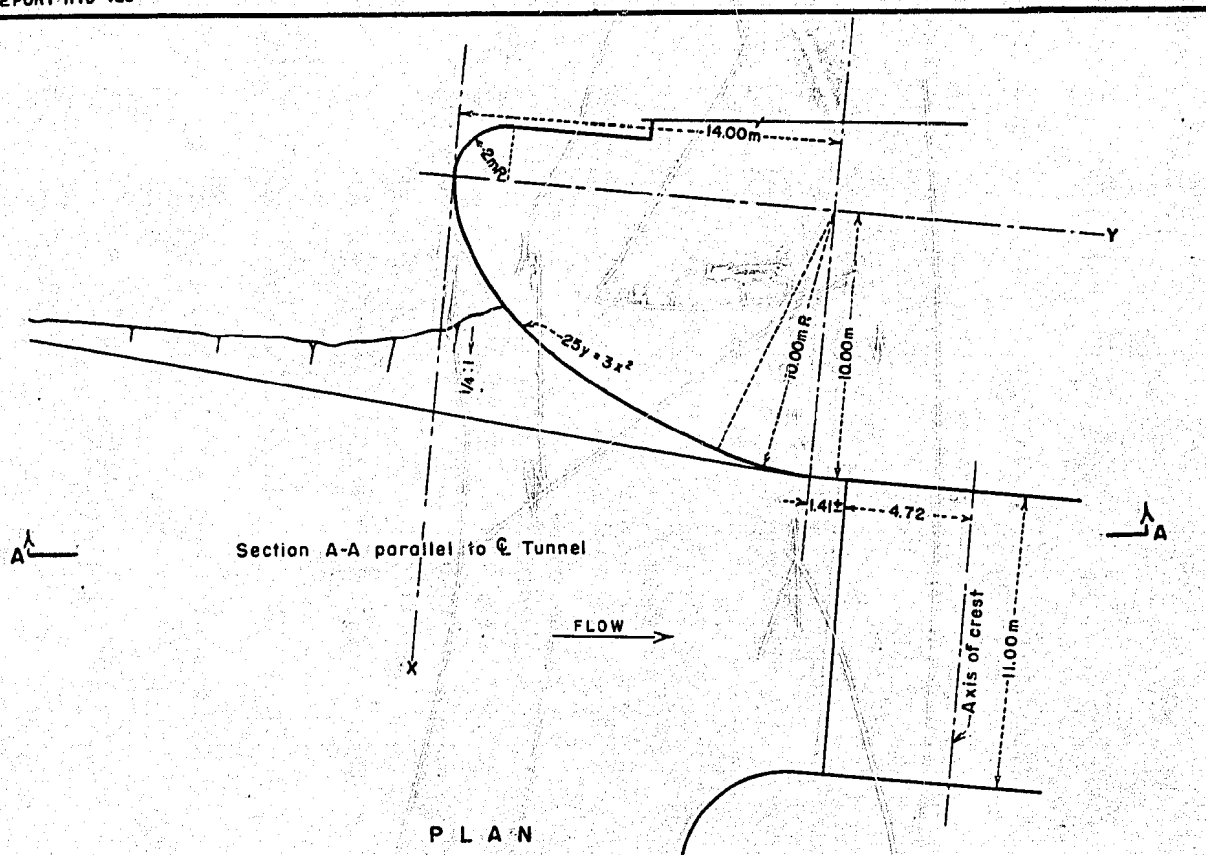 14.00m
2mR
Y
25y = 3x²
1/4:1
10.00m R.
10.00m
1.41±
4.72
A
A
Section A-A parallel to ℄ Tunnel
FLOW
X
Axis of crest
11.00m
PLAN